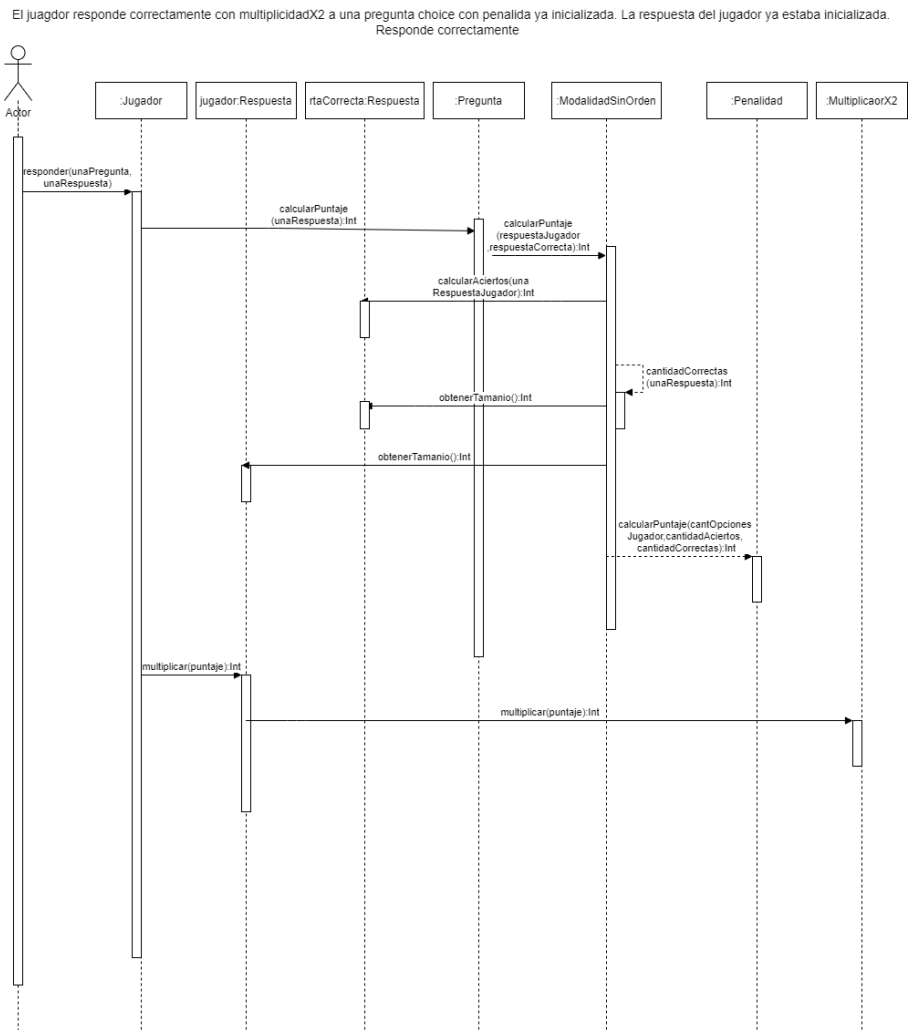 El juagdor responde correctamente con multiplicidadX2 a una pregunta choice con penalida ya inicializada. La respuesta del jugador ya estaba inicializada.
Responde correctamente
Actor
:Jugador
jugador:Respuesta
rtaCorrecta:Respuesta
:Pregunta
:ModalidadSinOrden
:Penalidad
:MultiplicaorX2
responder(unaPregunta,
unaRespuesta)
calcularPuntaje
(unaRespuesta):Int
calcularPuntaje
(respuestaJugador
,respuestaCorrecta):Int
calcularAciertos(una
RespuestaJugador):Int
cantidadCorrectas
(unaRespuesta):Int
obtenerTamanio():Int
obtenerTamanio():Int
calcularPuntaje(cantOpciones
Jugador,cantidadAciertos,
cantidadCorrectas):Int
multiplicar(puntaje):Int
multiplicar(puntaje):Int